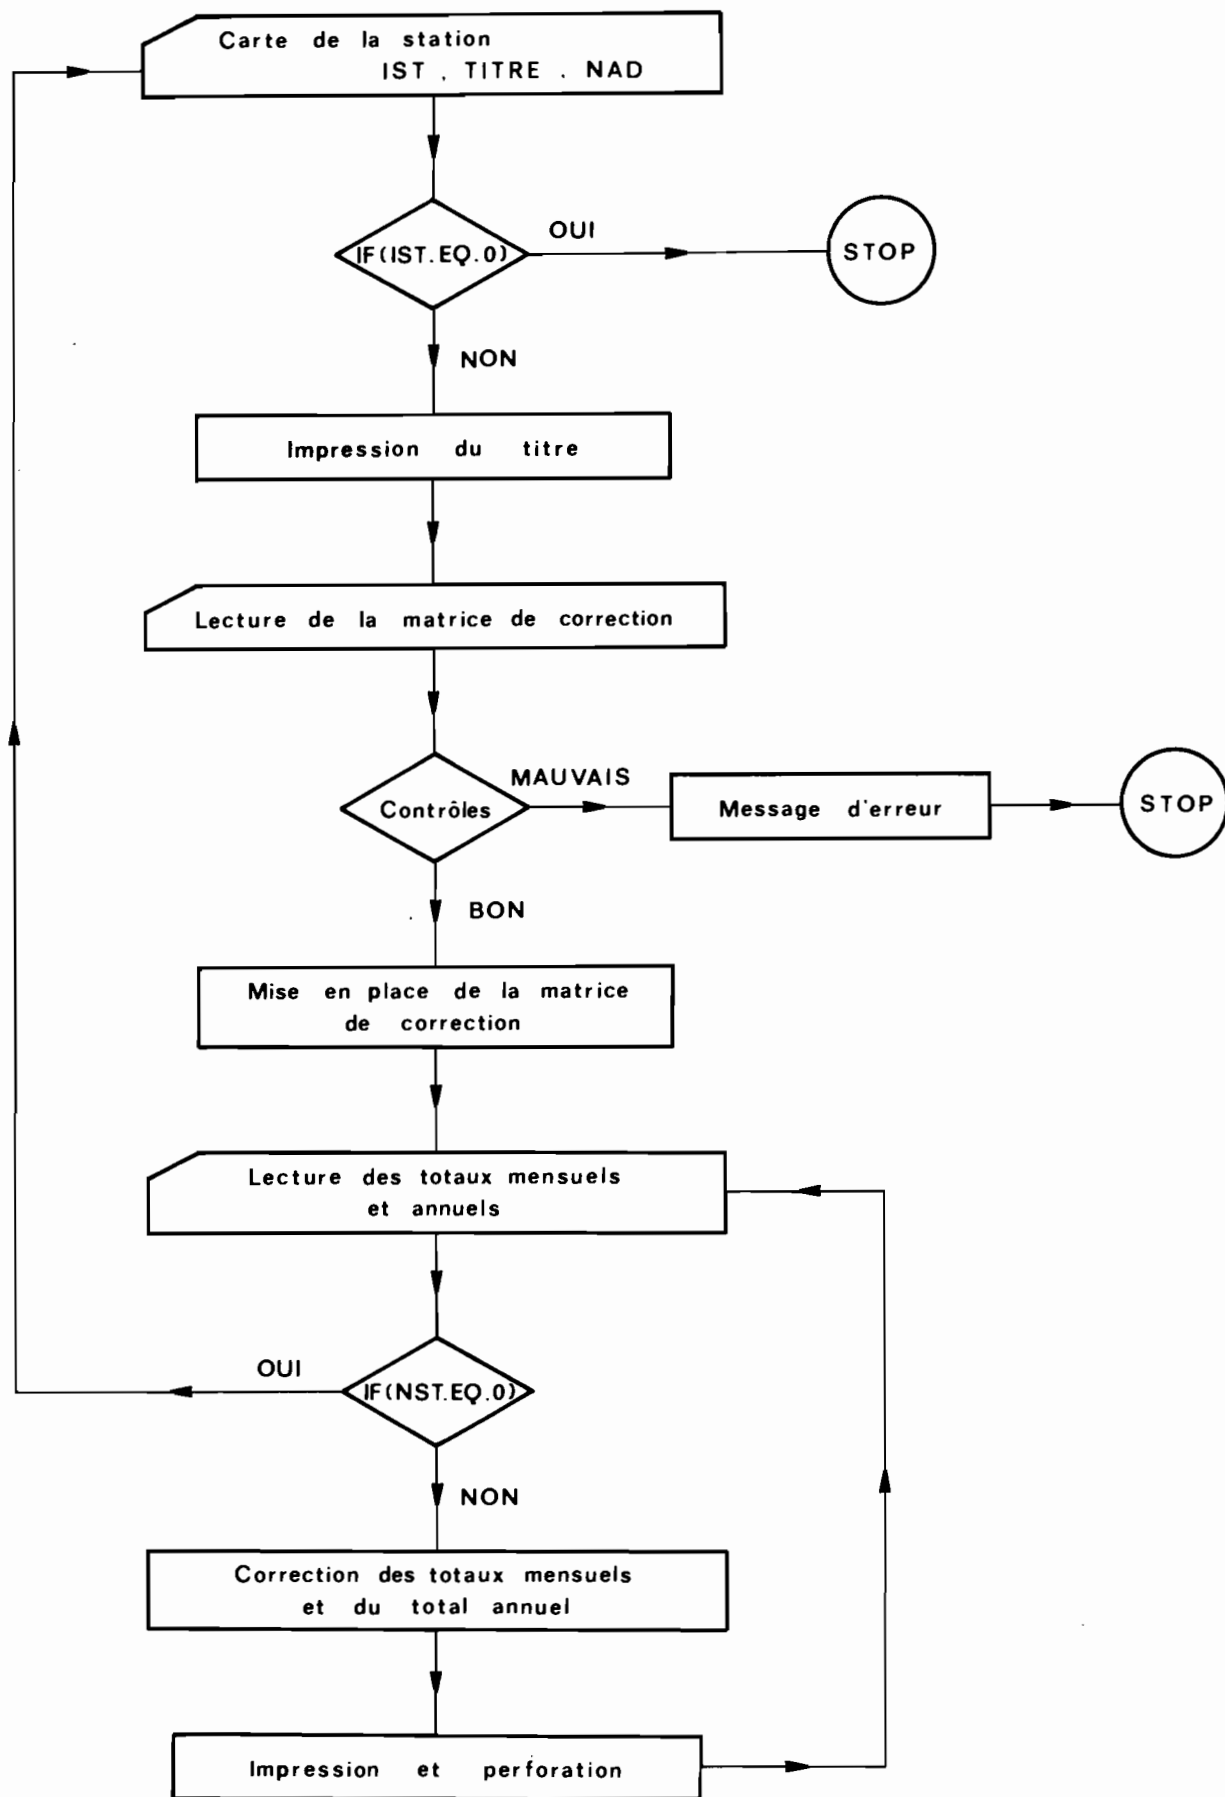 Carte de la station
IST . TITRE . NAD
IF(IST.EQ.0)
OUI
STOP
NON
Impression du titre
Lecture de la matrice de correction
Contrôles
MAUVAIS
Message d'erreur
STOP
BON
Mise en place de la matrice
de correction
Lecture des totaux mensuels
et annuels
OUI
IF(NST.EQ.0)
NON
Correction des totaux mensuels
et du total annuel
Impression et perforation